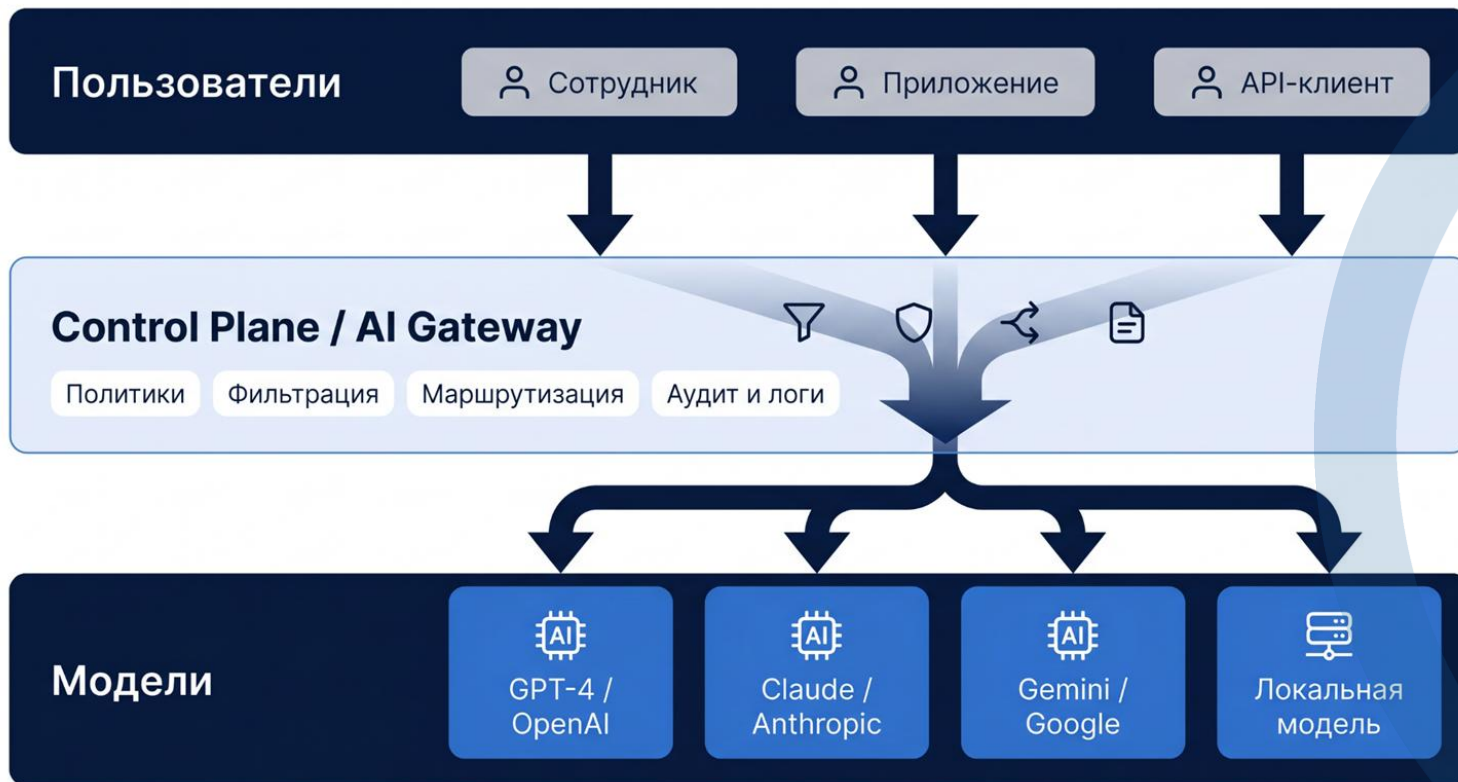 Пользователи
Сотрудник
Приложение
API-клиент
Control Plane / AI Gateway
Политики
Фильтрация
Маршрутизация
Аудит и логи
Модели
AI
GPT-4 /
OpenAI
AI
Claude /
Anthropic
AI
Gemini /
Google
Локальная
модель